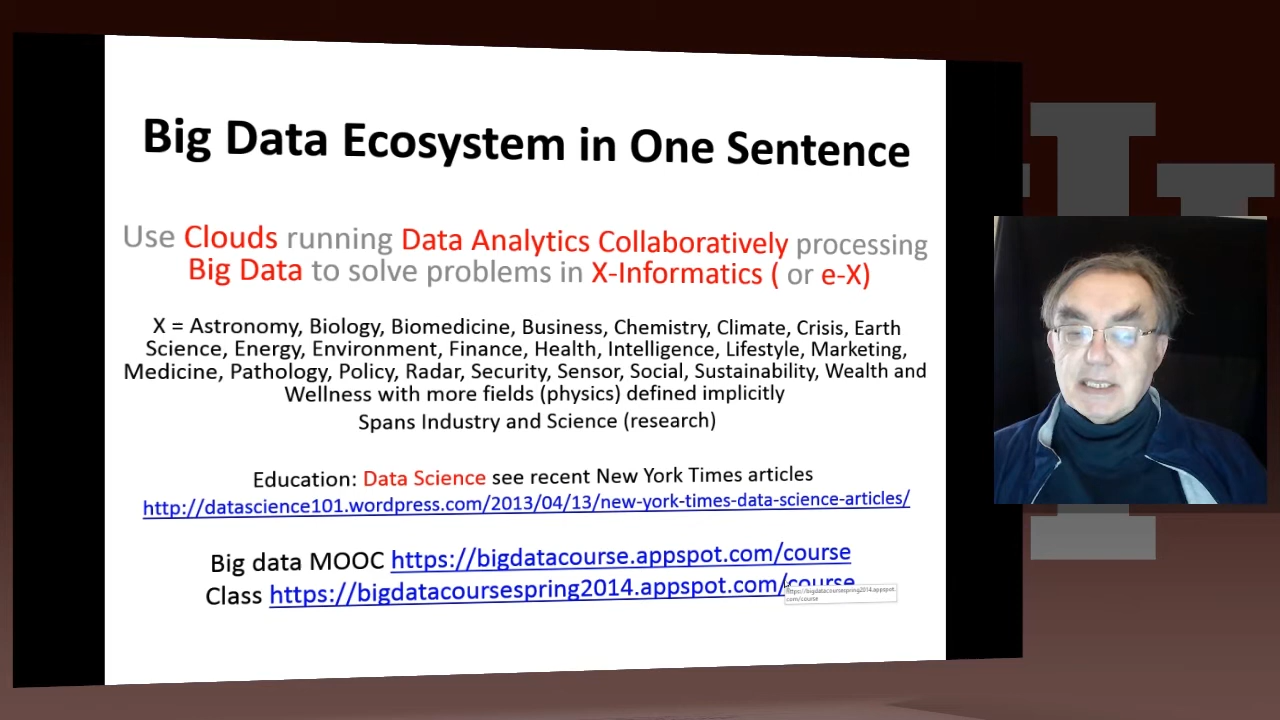 Big Data Ecosystem in One Sentence
Use Clouds running Data Analytics Collaboratively processing
Big Data to solve problems in X-Informatics ( or e-X)
X = Astronomy, Biology, Biomedicine, Business, Chemistry, Climate, Crisis, Earth
Science, Energy, Environment, Finance, Health, Intelligence, Lifestyle, Marketing,
Medicine, Pathology, Policy, Radar, Security, Sensor, Social, Sustainability, Wealth and
Wellness with more fields (physics) defined implicitly
Spans Industry and Science (research)
Education: Data Science see recent New York Times articles
http://datascience101.wordpress.com/2013/04/13/new-york-times-data-science-articles/
Big data MOOC https://bigdatacourse.appspot.com/course
Class https://bigdatacoursespring2014.appspot.com/course
https://bigdatacoursespring2014.appspot.
com/course